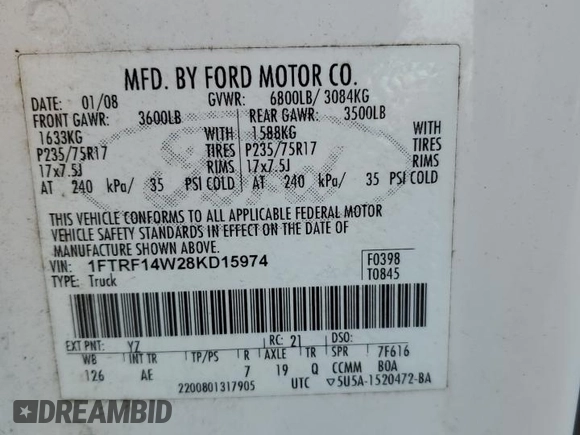 MFD. BY FORD MOTOR CO.
DATE: 01/08 GVWR: 6800LB/ 3084KG
FRONT GAWR: 3600LB REAR GAWR: 3500LB
1633KG WITH 1588KG WITH
P235/75R17 TIRES P235/75R17 TIRES
17x7.5J RIMS 17x7.5J RIMS
AT 240 kPa/ 35 PSI COLD AT 240 kPa/ 35 PSI COLD
Ford
THIS VEHICLE CONFORMS TO ALL APPLICABLE FEDERAL MOTOR
VEHICLE SAFETY STANDARDS IN EFFECT ON THE DATE OF
MANUFACTURE SHOWN ABOVE.
VIN: 1FTRF14W28KD15974 F0398
TYPE: Truck T0845
EXT PNT: YZ RC: 21 DSO:
WB INT TR TP/PS R AXLE TR SPR 7F616
126 AE 7 19 Q CCMM BOA
2200801317905 UTC ▽5U5A-1520472-BA
DREAMBID